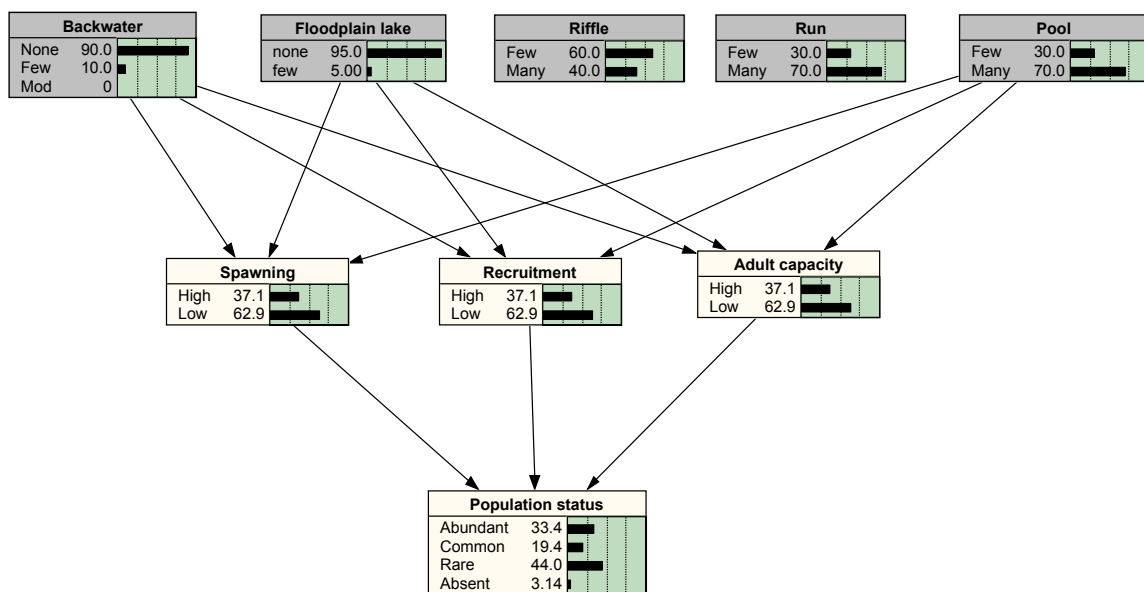 Backwater
None 90.0
Few 10.0
Mod 0
Floodplain lake
none 95.0
few 5.00
Riffle
Few 60.0
Many 40.0
Run
Few 30.0
Many 70.0
Pool
Few 30.0
Many 70.0
Spawning
High 37.1
Low 62.9
Recruitment
High 37.1
Low 62.9
Adult capacity
High 37.1
Low 62.9
Population status
Abundant 33.4
Common 19.4
Rare 44.0
Absent 3.14